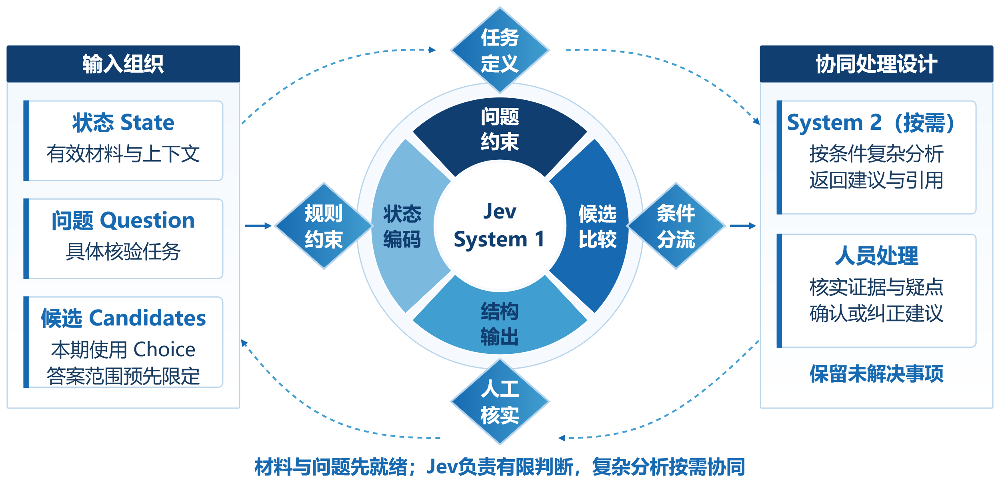 任务
定义
输入组织
状态 State
有效材料与上下文
问题 Question
具体核验任务
候选 Candidates
本期使用 Choice
答案范围预先限定
规则
约束
问题
约束
状态
编码
Jev
System 1
候选
比较
结构
输出
条件
分流
人工
核实
协同处理设计
System 2（按需）
按条件复杂分析
返回建议与引用
人员处理
核实证据与疑点
确认或纠正建议
保留未解决事项
材料与问题先就绪；Jev负责有限判断，复杂分析按需协同